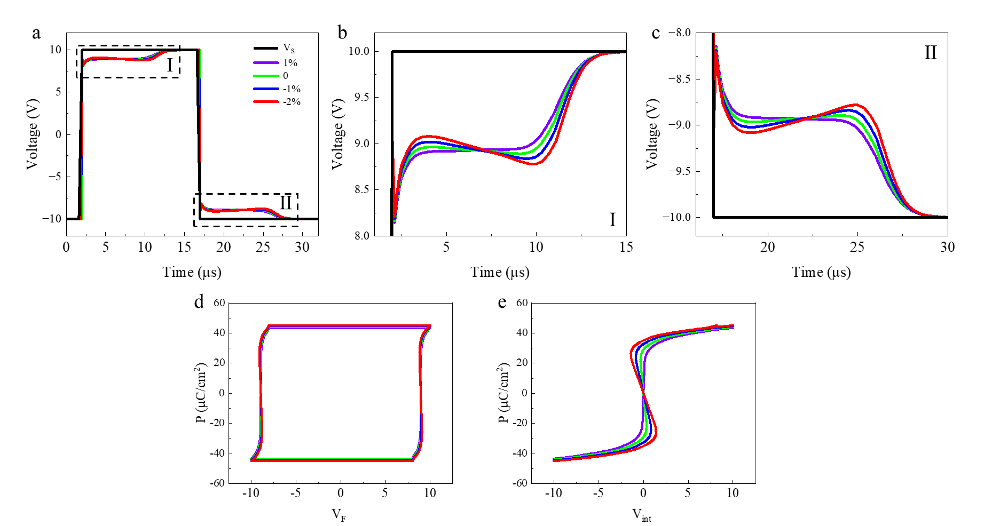 a
10
5
0
−5
−10
Voltage (V)
0 5 10 15 20 25 30
Time (μs)
I
II
V_S
1%
0
-1%
-2%
b
10.0
9.5
9.0
8.5
8.0
Voltage (V)
5 10 15
Time (μs)
I
c
−8.0
−8.5
−9.0
−9.5
−10.0
Voltage (V)
20 25 30
Time (μs)
II
d
60
40
20
0
-20
-40
-60
P (μC/cm²)
-10 -5 0 5 10
V_F
e
60
40
20
0
-20
-40
-60
P (μC/cm²)
-10 -5 0 5 10
V_int